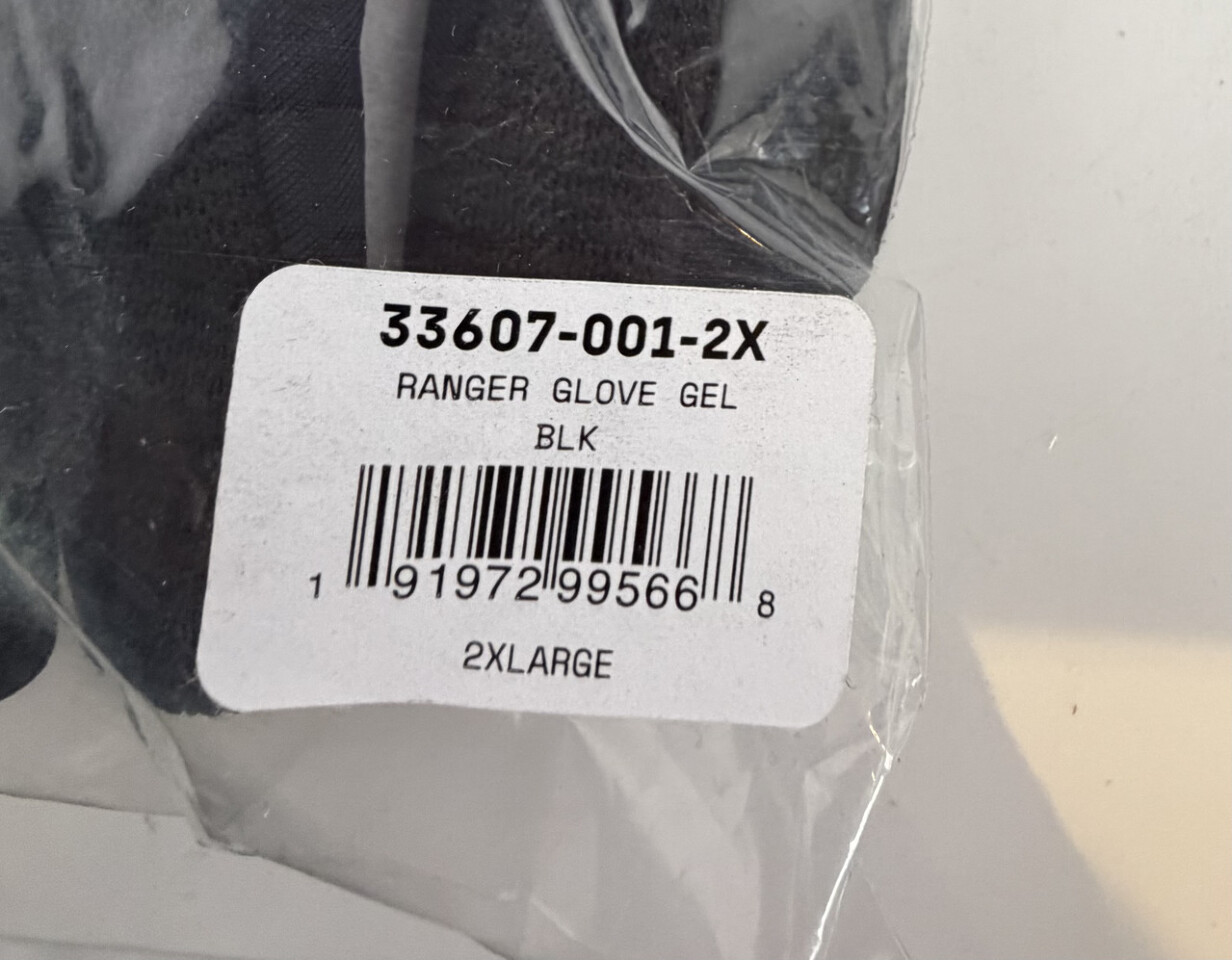 33607-001-2X
RANGER GLOVE GEL
BLK
1 91972 99566 8
2XLARGE